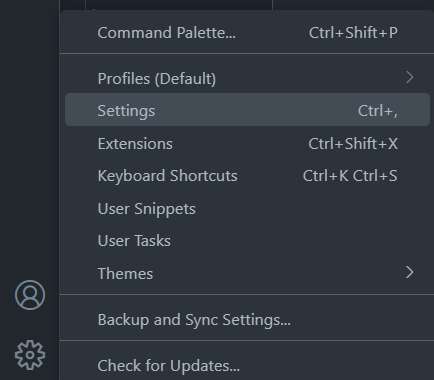 Command Palette... Ctrl+Shift+P
Profiles (Default)
Settings Ctrl+,
Extensions Ctrl+Shift+X
Keyboard Shortcuts Ctrl+K Ctrl+S
User Snippets
User Tasks
Themes
Backup and Sync Settings...
Check for Updates...